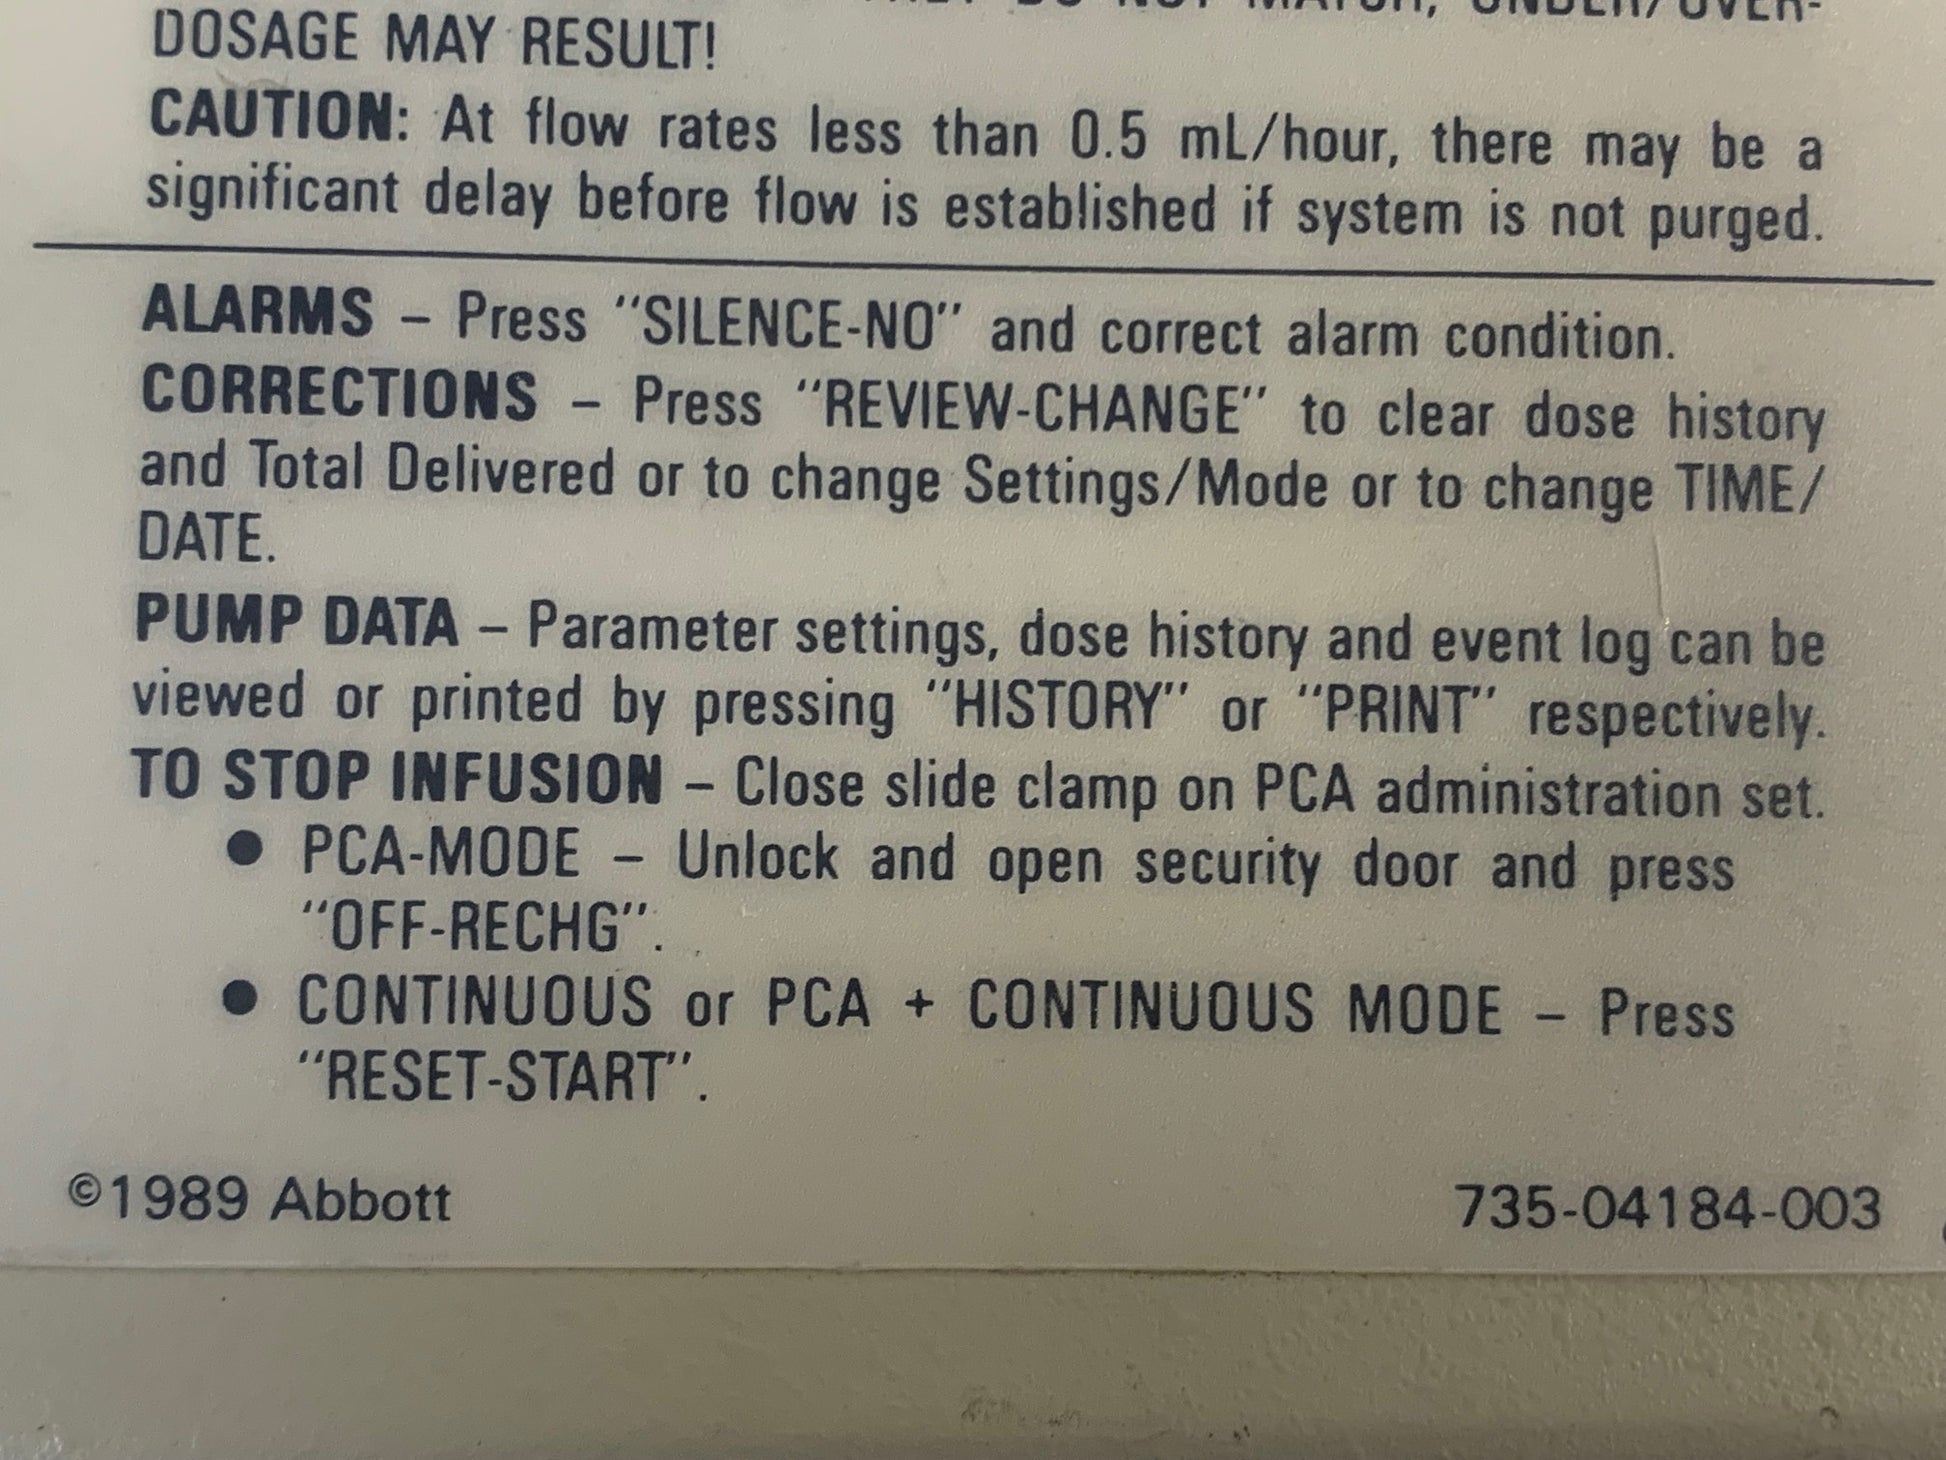 DO NOT MATCH, UNDER/OVER-
DOSAGE MAY RESULT!
CAUTION: At flow rates less than 0.5 mL/hour, there may be a
significant delay before flow is established if system is not purged.
ALARMS – Press "SILENCE-NO" and correct alarm condition.
CORRECTIONS – Press "REVIEW-CHANGE" to clear dose history
and Total Delivered or to change Settings/Mode or to change TIME/
DATE.
PUMP DATA – Parameter settings, dose history and event log can be
viewed or printed by pressing "HISTORY" or "PRINT" respectively.
TO STOP INFUSION – Close slide clamp on PCA administration set.
● PCA-MODE – Unlock and open security door and press
"OFF-RECHG".
● CONTINUOUS or PCA + CONTINUOUS MODE – Press
"RESET-START".
©1989 Abbott 735-04184-003